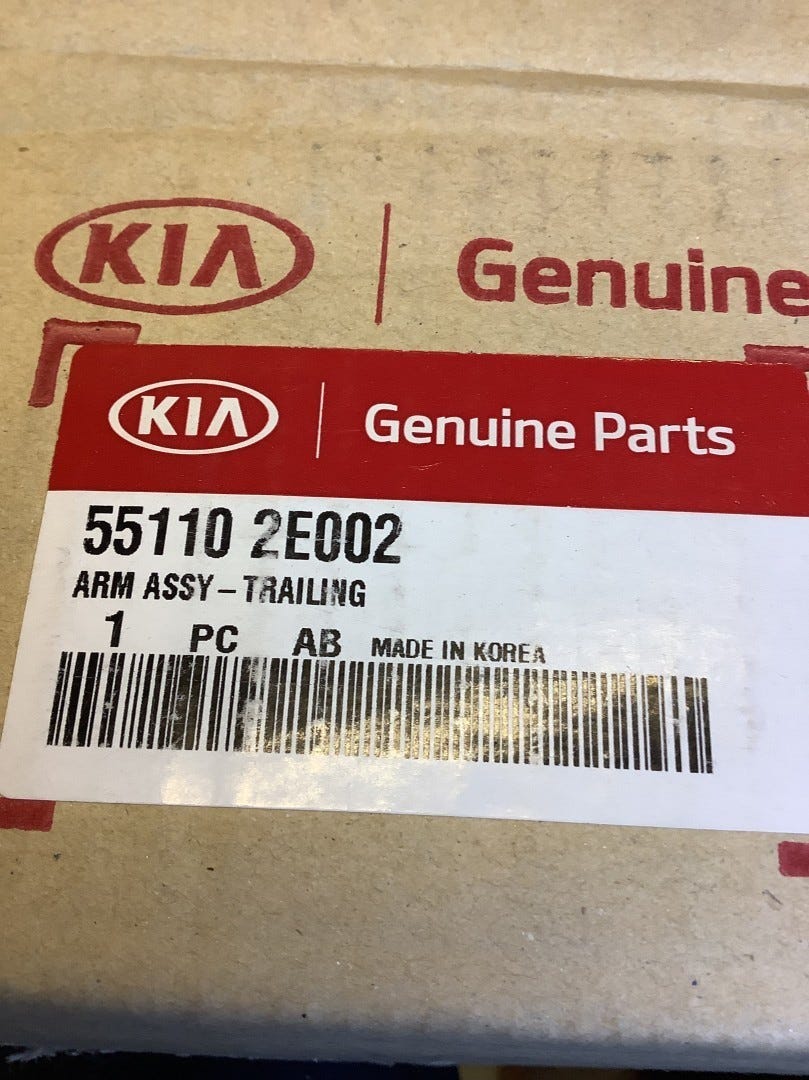 KIA Genuine
KIA Genuine Parts
55110 2E002
ARM ASSY-TRAILING
1 PC AB MADE IN KOREA